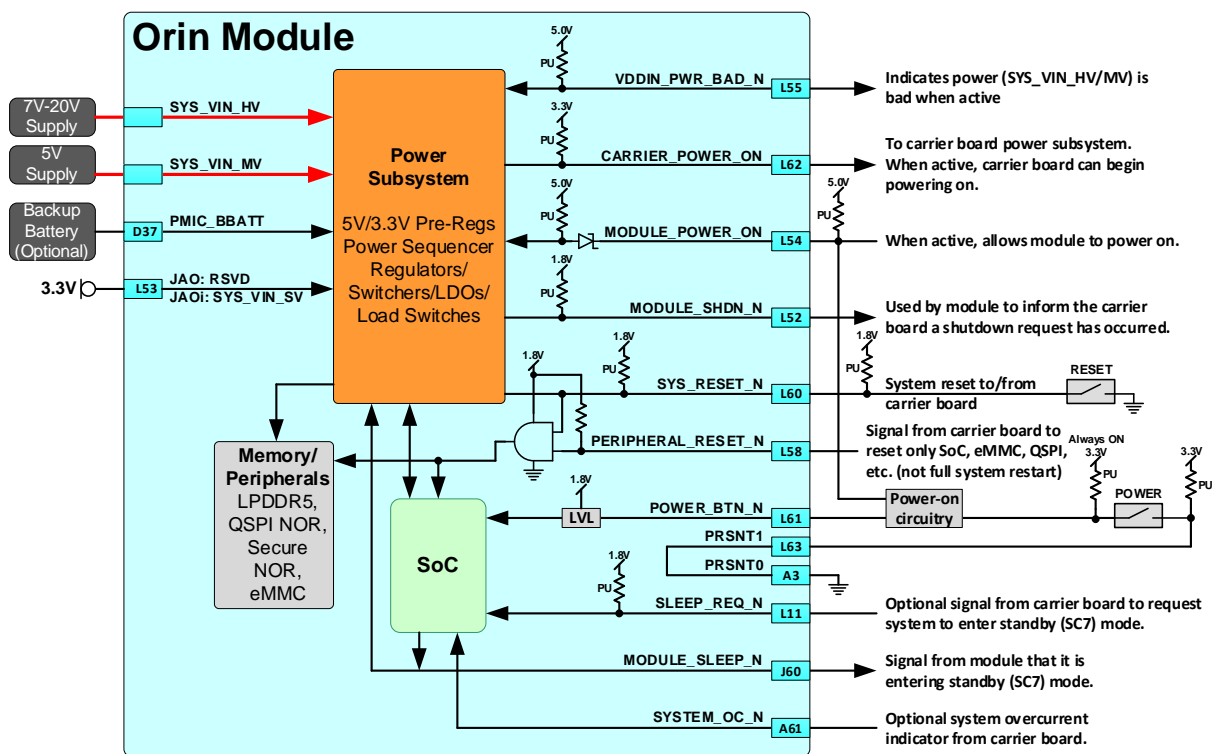 Orin Module
7V-20V
Supply
SYS_VIN_HV
5V
Supply
SYS_VIN_MV
Backup
Battery
(Optional)
D37
PMIC_BBATT
3.3V
L53
JAO: RSVD
JAOi: SYS_VIN_SV
Power
Subsystem
5V/3.3V Pre-Regs
Power Sequencer
Regulators/
Switchers/LDOs/
Load Switches
5.0V
PU
VDDIN_PWR_BAD_N
L55
Indicates power (SYS_VIN_HV/MV) is
bad when active
3.3V
PU
CARRIER_POWER_ON
L62
To carrier board power subsystem.
When active, carrier board can begin
powering on.
5.0V
PU
MODULE_POWER_ON
L54
5.0V
PU
When active, allows module to power on.
1.8V
PU
MODULE_SHDN_N
L52
Used by module to inform the carrier
board a shutdown request has occurred.
1.8V
PU
SYS_RESET_N
L60
1.8V
PU
System reset to/from
carrier board
RESET
1.8V
PERIPHERAL_RESET_N
L58
Signal from carrier board to
reset only SoC, eMMC, QSPI,
etc. (not full system restart)
Memory/
Peripherals
LPDDR5,
QSPI NOR,
Secure
NOR,
eMMC
SoC
1.8V
LVL
POWER_BTN_N
L61
Power-on
circuitry
Always ON
3.3V
PU
POWER
3.3V
PU
PRSNT1
L63
PRSNT0
A3
1.8V
PU
SLEEP_REQ_N
L11
Optional signal from carrier board to request
system to enter standby (SC7) mode.
MODULE_SLEEP_N
J60
Signal from module that it is
entering standby (SC7) mode.
SYSTEM_OC_N
A61
Optional system overcurrent
indicator from carrier board.